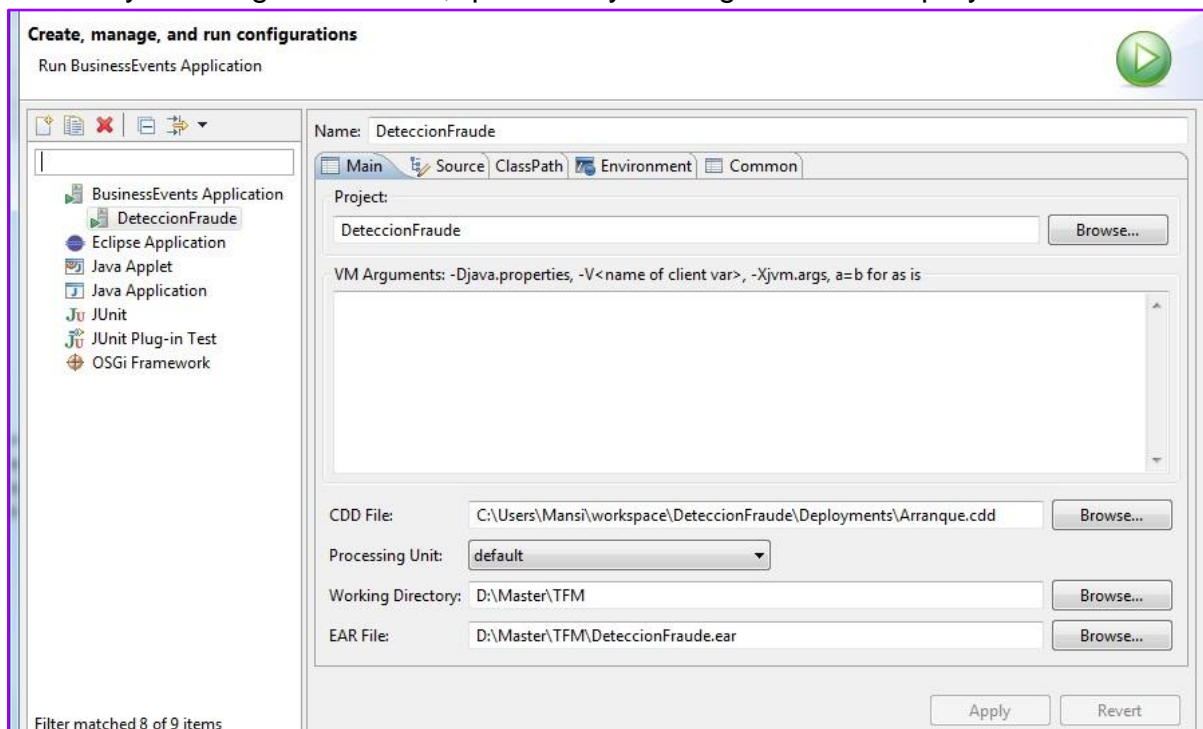 Create, manage, and run configurations
Run BusinessEvents Application
Name: DeteccionFraude
Main Source ClassPath Environment Common
BusinessEvents Application
DeteccionFraude
Eclipse Application
Java Applet
Java Application
JUnit
JUnit Plug-in Test
OSGi Framework
Project:
DeteccionFraude Browse...
VM Arguments: -Djava.properties, -V<name of client var>, -Xjvm.args, a=b for as is
CDD File: C:\Users\Mansi\workspace\DeteccionFraude\Deployments\Arranque.cdd Browse...
Processing Unit: default
Working Directory: D:\Master\TFM Browse...
EAR File: D:\Master\TFM\DeteccionFraude.ear Browse...
Apply Revert
Filter matched 8 of 9 items